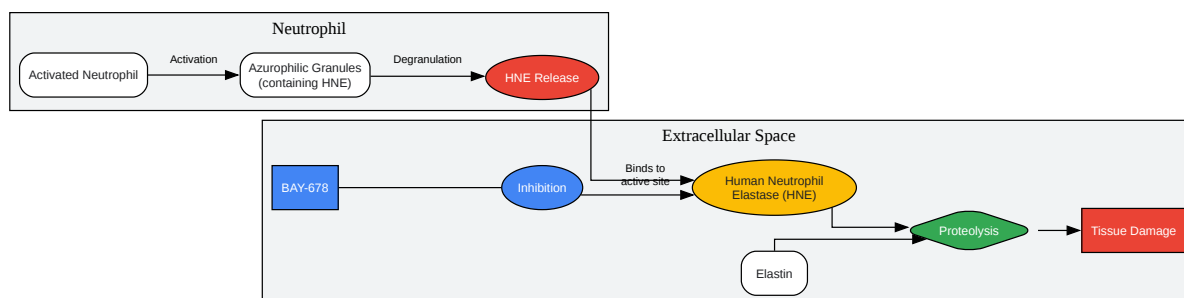 Neutrophil
Activated Neutrophil
Activation
Azurophilic Granules
(containing HNE)
Degranulation
HNE Release
Extracellular Space
BAY-678
Inhibition
Binds to
active site
Human Neutrophil
Elastase (HNE)
Proteolysis
Tissue Damage
Elastin